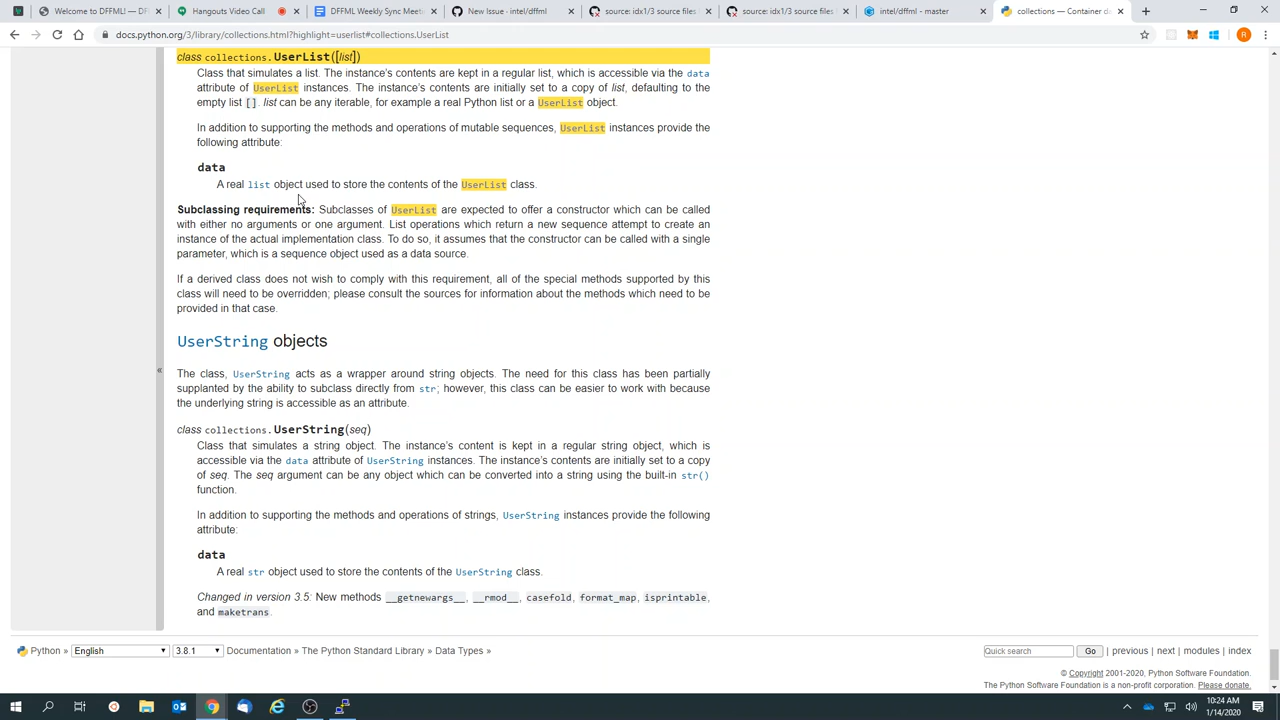 Welcome to DFFML! — DF
Hangouts Video Call
DFFML Weekly Sync Meetin
New Issue · intel/dffml
source: idx1/3 source files
source: idx1/3 source files
intel/dffml - master
collections — Container da
docs.python.org/3/library/collections.html?highlight=userlist#collections.UserList
R
class collections.UserList([list])
Class that simulates a list. The instance's contents are kept in a regular list, which is accessible via the data
attribute of UserList instances. The instance's contents are initially set to a copy of list, defaulting to the
empty list []. list can be any iterable, for example a real Python list or a UserList object.
In addition to supporting the methods and operations of mutable sequences, UserList instances provide the
following attribute:
data
A real list object used to store the contents of the UserList class.
Subclassing requirements: Subclasses of UserList are expected to offer a constructor which can be called
with either no arguments or one argument. List operations which return a new sequence attempt to create an
instance of the actual implementation class. To do so, it assumes that the constructor can be called with a single
parameter, which is a sequence object used as a data source.
If a derived class does not wish to comply with this requirement, all of the special methods supported by this
class will need to be overridden; please consult the sources for information about the methods which need to be
provided in that case.
«
UserString objects
The class, UserString acts as a wrapper around string objects. The need for this class has been partially
supplanted by the ability to subclass directly from str; however, this class can be easier to work with because
the underlying string is accessible as an attribute.
class collections.UserString(seq)
Class that simulates a string object. The instance's content is kept in a regular string object, which is
accessible via the data attribute of UserString instances. The instance's contents are initially set to a copy
of seq. The seq argument can be any object which can be converted into a string using the built-in str()
function.
In addition to supporting the methods and operations of strings, UserString instances provide the following
attribute:
data
A real str object used to store the contents of the UserString class.
Changed in version 3.5: New methods __getnewargs__, __rmod__, casefold, format_map, isprintable,
and maketrans.
Python » English 3.8.1 Documentation » The Python Standard Library » Data Types »
Quick search Go | previous | next | modules | index
© Copyright 2001-2020, Python Software Foundation.
The Python Software Foundation is a non-profit corporation. Please donate.
10:24 AM
1/14/2020